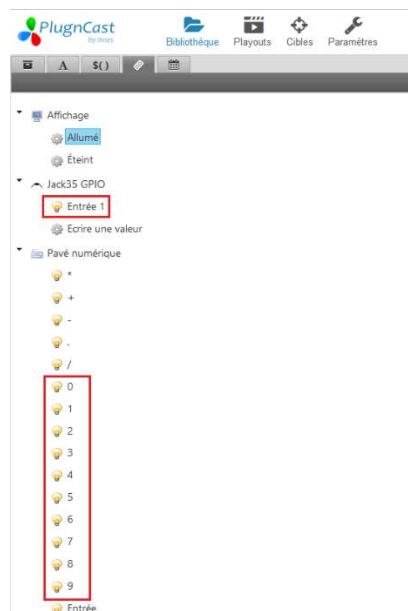 PlugnCast
by innes
Bibliothèque Playouts Cibles Paramètres
A $()
Affichage
Allumé
Éteint
Jack35 GPIO
Entrée 1
Ecrire une valeur
Pavé numérique
*
+
-
.
/
0
1
2
3
4
5
6
7
8
9
Entrée